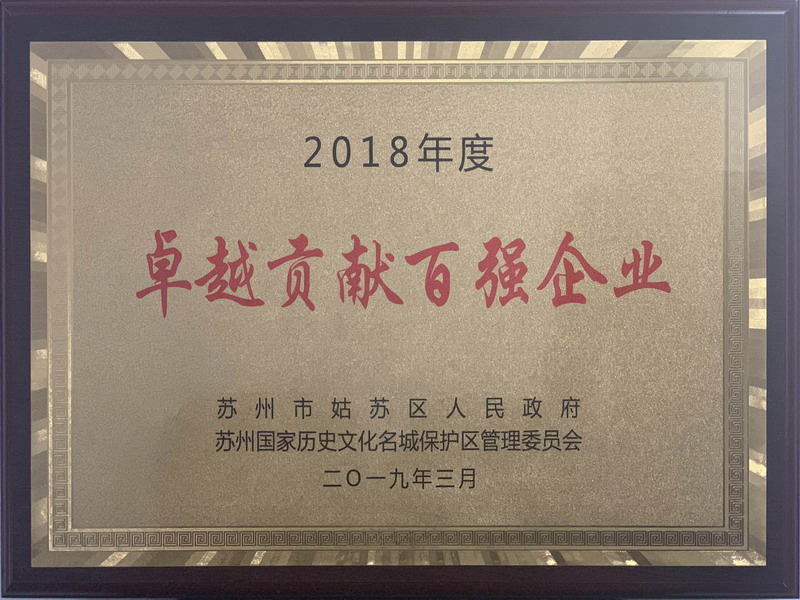 2018年度
卓越贡献百强企业
苏州市姑苏区人民政府
苏州国家历史文化名城保护区管理委员会
二〇一九年三月